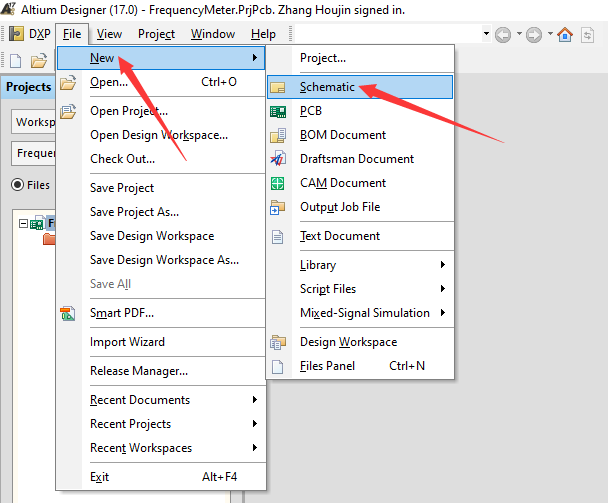 Altium Designer (17.0) - FrequencyMeter.PrjPcb. Zhang Houjin signed in.
DXP File View Project Window Help
Projects
Worksp
Frequen
Files
F
New
Open... Ctrl+O
Open Project...
Open Design Workspace...
Check Out...
Save Project
Save Project As...
Save Design Workspace
Save Design Workspace As...
Save All
Smart PDF...
Import Wizard
Release Manager...
Recent Documents
Recent Projects
Recent Workspaces
Exit Alt+F4
Project...
Schematic
PCB
BOM Document
Draftsman Document
CAM Document
Output Job File
Text Document
Library
Script Files
Mixed-Signal Simulation
Design Workspace
Files Panel Ctrl+N